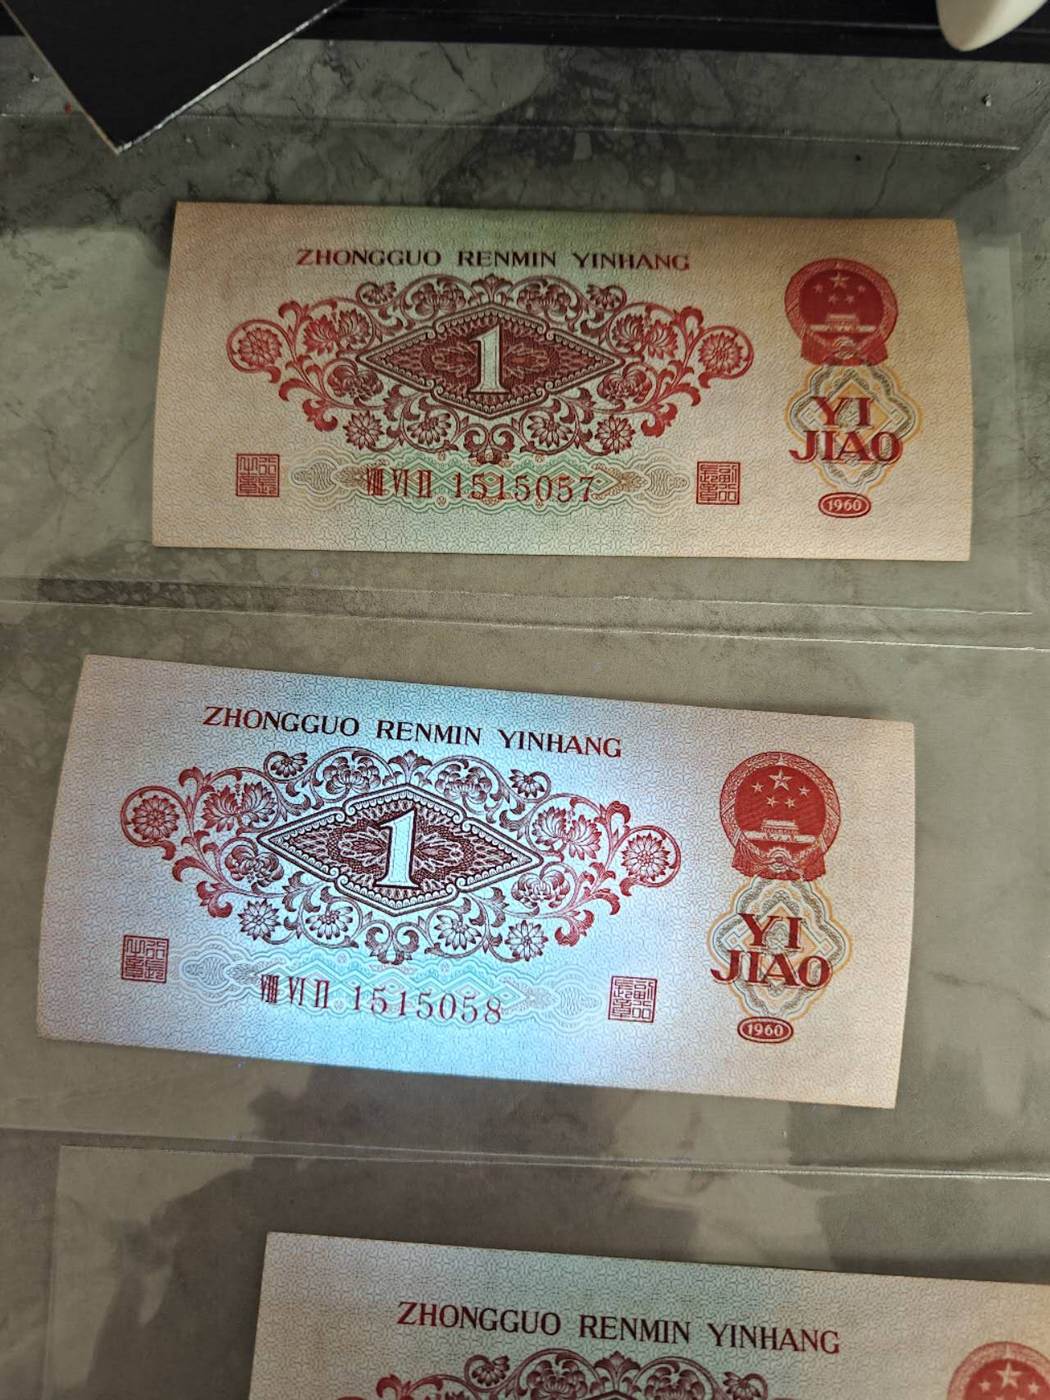 ZHONGGUO RENMIN YINHANG
1
YI
JIAO
VIII VI II 1515057
1960
ZHONGGUO RENMIN YINHANG
1
YI
JIAO
VIII VI II 1515058
1960
ZHONGGUO RENMIN YINHANG